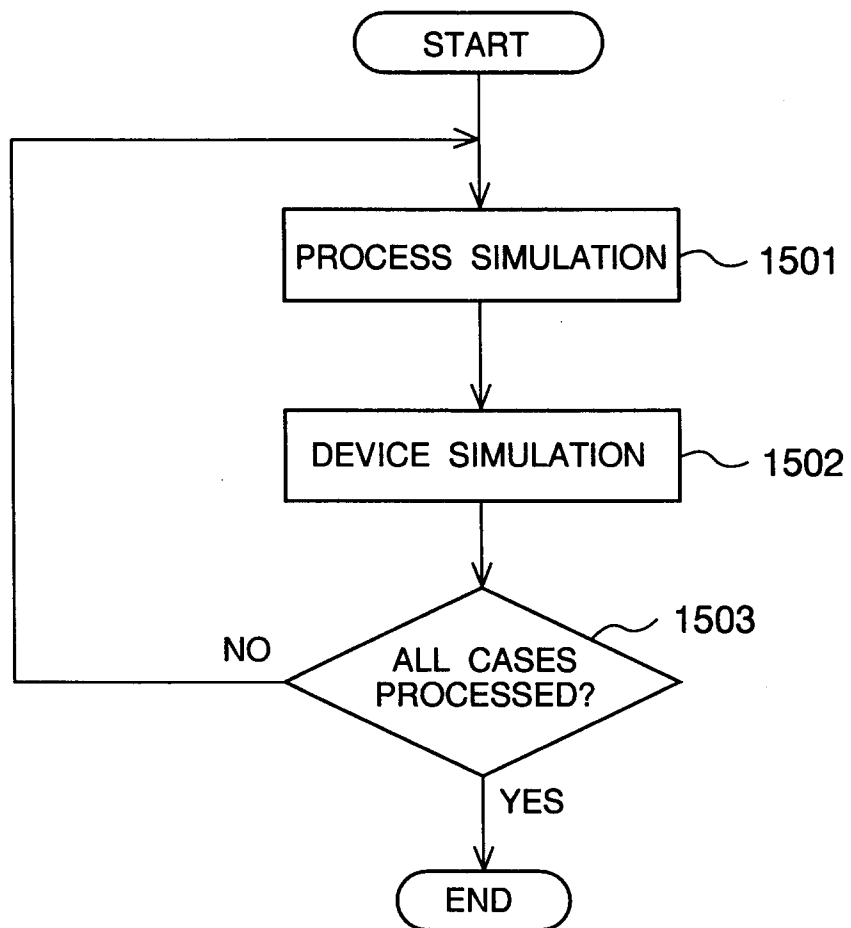 START
PROCESS SIMULATION
1501
DEVICE SIMULATION
1502
1503
NO
ALL CASES
PROCESSED?
YES
END